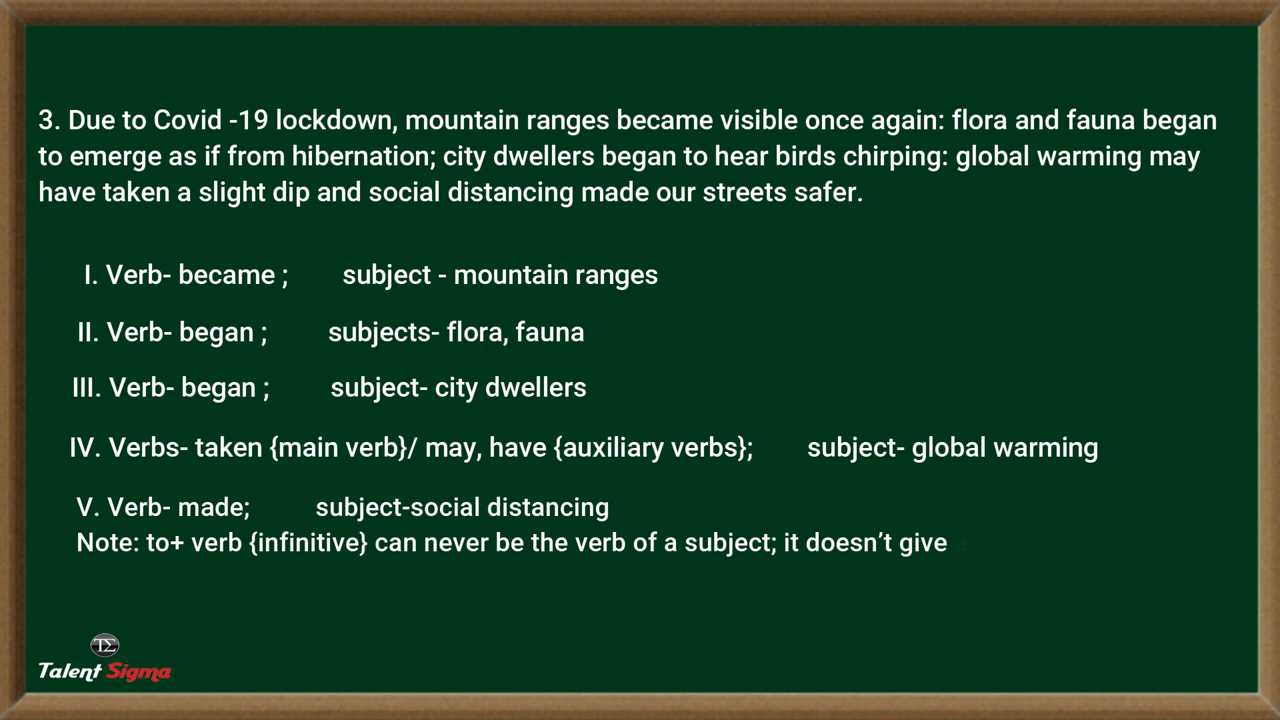 3. Due to Covid -19 lockdown, mountain ranges became visible once again: flora and fauna began
to emerge as if from hibernation; city dwellers began to hear birds chirping: global warming may
have taken a slight dip and social distancing made our streets safer.
I. Verb- became ; subject - mountain ranges
II. Verb- began ; subjects- flora, fauna
III. Verb- began ; subject- city dwellers
IV. Verbs- taken {main verb}/ may, have {auxiliary verbs}; subject- global warming
V. Verb- made; subject-social distancing
Note: to+ verb {infinitive} can never be the verb of a subject; it doesn’t give
TΣ
Talent Sigma